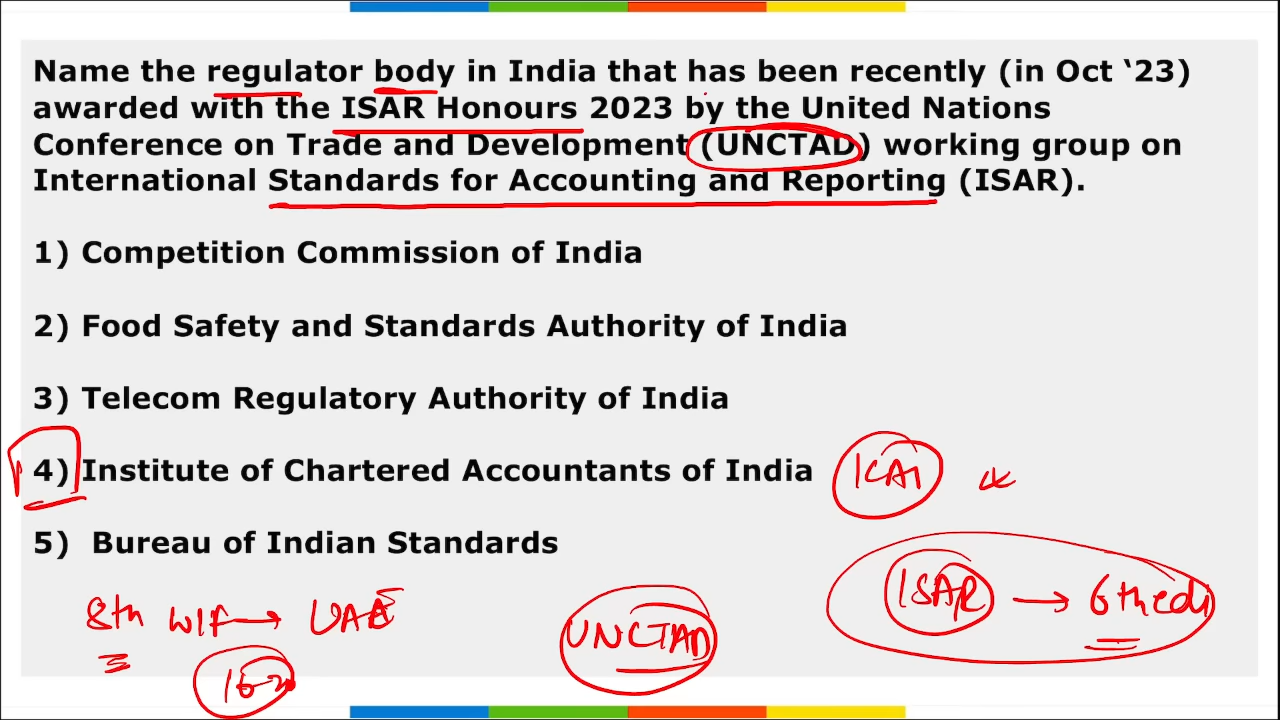 Name the regulator body in India that has been recently (in Oct ‘23)
awarded with the ISAR Honours 2023 by the United Nations
Conference on Trade and Development (UNCTAD) working group on
International Standards for Accounting and Reporting (ISAR).
1) Competition Commission of India
2) Food Safety and Standards Authority of India
3) Telecom Regulatory Authority of India
4) Institute of Chartered Accountants of India ICAI
5) Bureau of Indian Standards
ISAR → 6th edi
8th WIF → UAE
UNCTAD